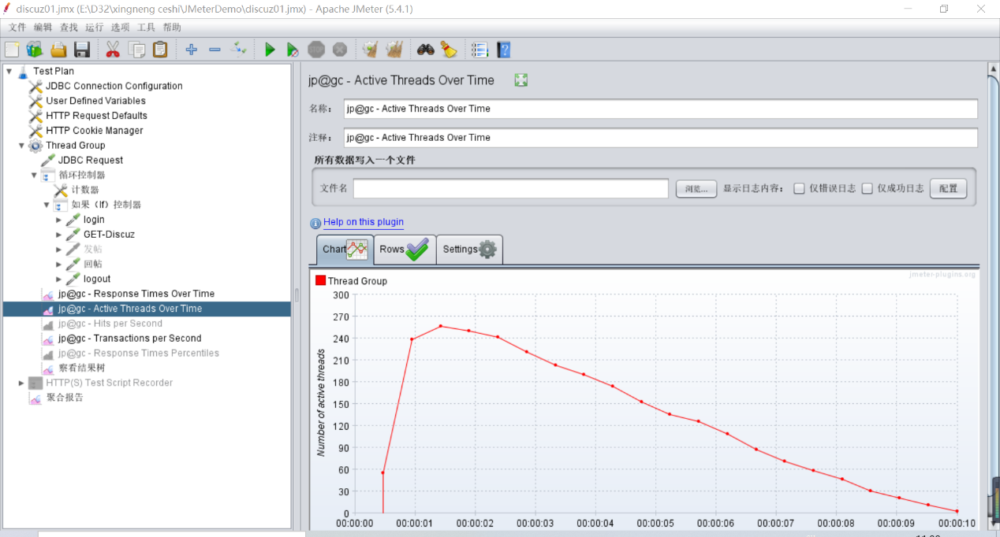 discuz01.jmx (E:\D32\xingneng ceshi\JMeterDemo\discuz01.jmx) - Apache JMeter (5.4.1)
文件 编辑 查找 运行 选项 工具 帮助
Test Plan
JDBC Connection Configuration
User Defined Variables
HTTP Request Defaults
HTTP Cookie Manager
Thread Group
JDBC Request
循环控制器
计数器
如果（If）控制器
login
GET-Discuz
发帖
回帖
logout
jp@gc - Response Times Over Time
jp@gc - Active Threads Over Time
jp@gc - Hits per Second
jp@gc - Transactions per Second
jp@gc - Response Times Percentiles
察看结果树
HTTP(S) Test Script Recorder
聚合报告
jp@gc - Active Threads Over Time
名称： jp@gc - Active Threads Over Time
注释： jp@gc - Active Threads Over Time
所有数据写入一个文件
文件名 浏览... 显示日志内容： 仅错误日志 仅成功日志 配置
Help on this plugin
Chart Rows Settings
jmeter-plugins.org
Thread Group
Number of active threads
300
270
240
210
180
150
120
90
60
30
0
00:00:00 00:00:01 00:00:02 00:00:03 00:00:04 00:00:05 00:00:06 00:00:07 00:00:08 00:00:09 00:00:10